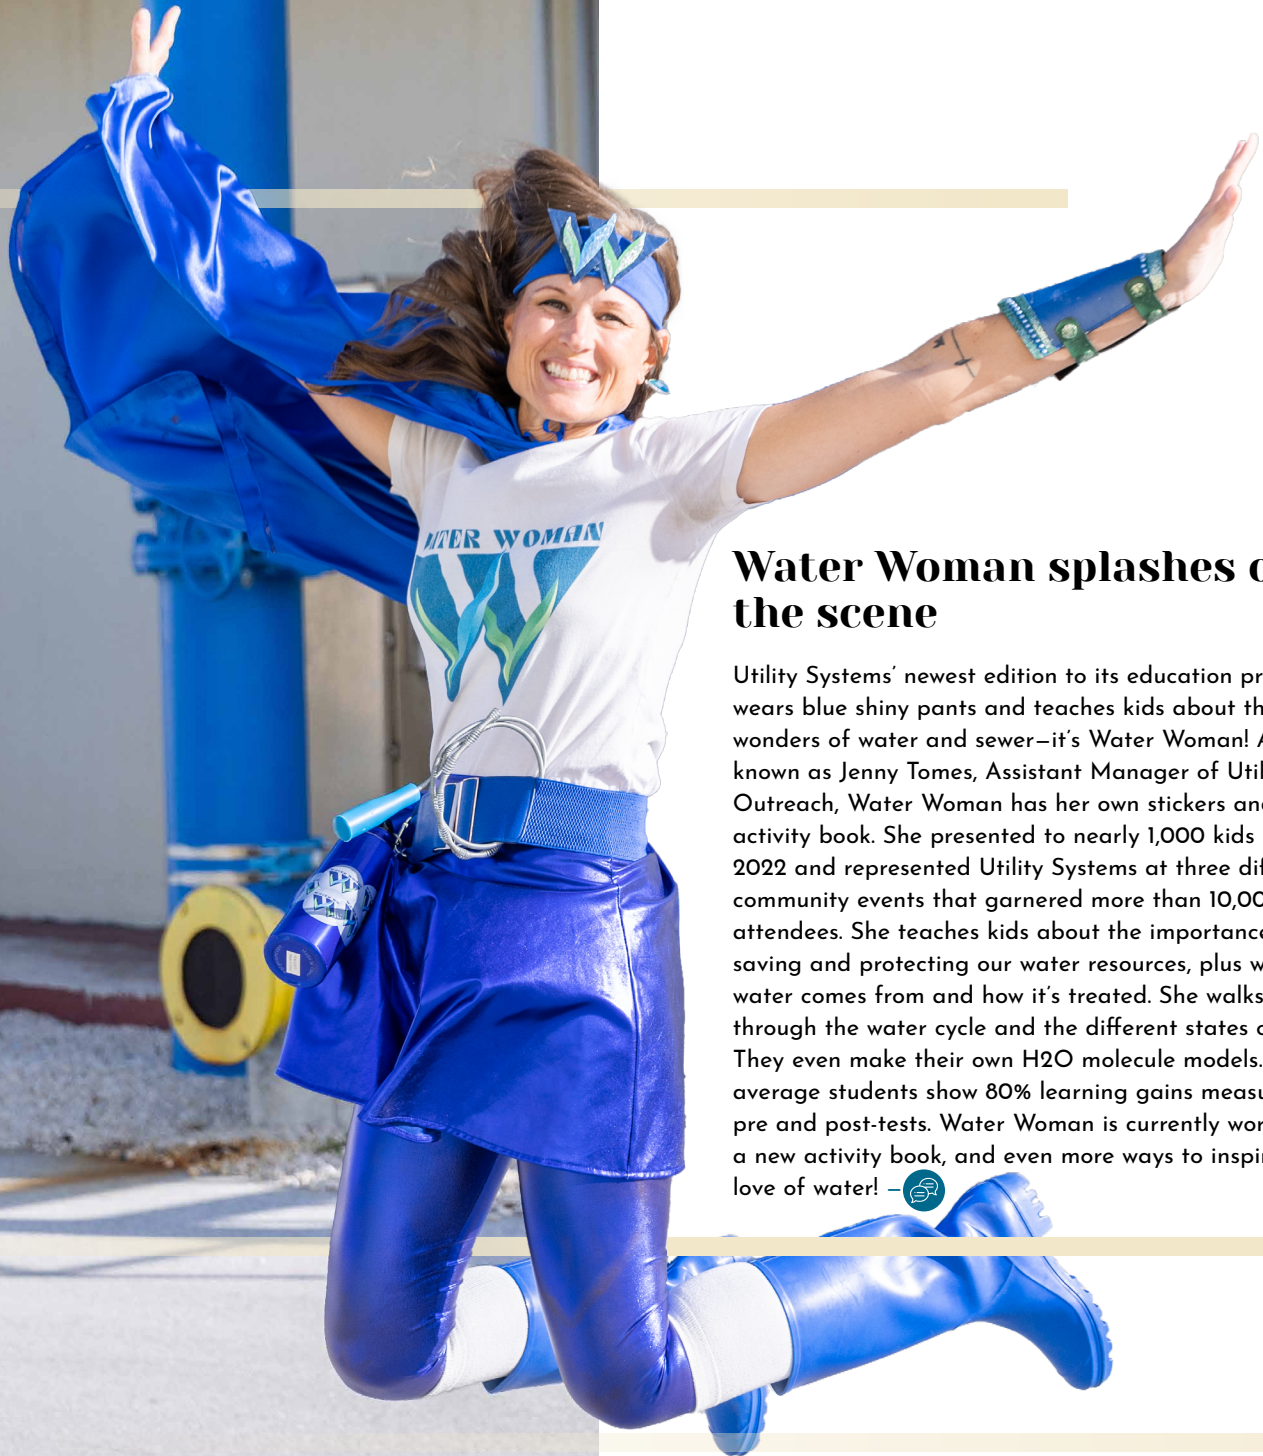 WATER WOMAN
W
W
Water Woman splashes
the scene
Utility Systems’ newest edition to its education
wears blue shiny pants and teaches kids about
wonders of water and sewer—it’s Water Woman!
known as Jenny Tomes, Assistant Manager of
Outreach, Water Woman has her own stickers
activity book. She presented to nearly 1,000 kids
2022 and represented Utility Systems at three
community events that garnered more than
attendees. She teaches kids about the importance
saving and protecting our water resources, plus
water comes from and how it’s treated. She walks
through the water cycle and the different states
They even make their own H2O molecule models.
average students show 80% learning gains
pre and post-tests. Water Woman is currently
a new activity book, and even more ways to
love of water! –